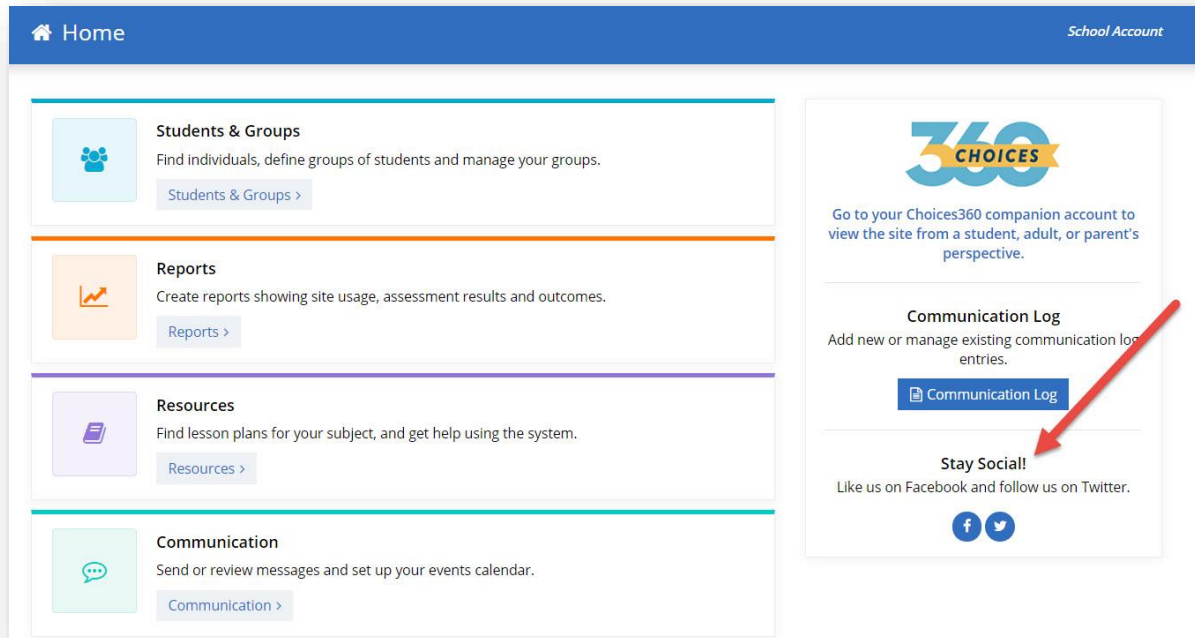 Home
School Account
Students & Groups
Find individuals, define groups of students and manage your groups.
Students & Groups >
Reports
Create reports showing site usage, assessment results and outcomes.
Reports >
Resources
Find lesson plans for your subject, and get help using the system.
Resources >
Communication
Send or review messages and set up your events calendar.
Communication >
360
CHOICES
Go to your Choices360 companion account to
view the site from a student, adult, or parent's
perspective.
Communication Log
Add new or manage existing communication log
entries.
Communication Log
Stay Social!
Like us on Facebook and follow us on Twitter.